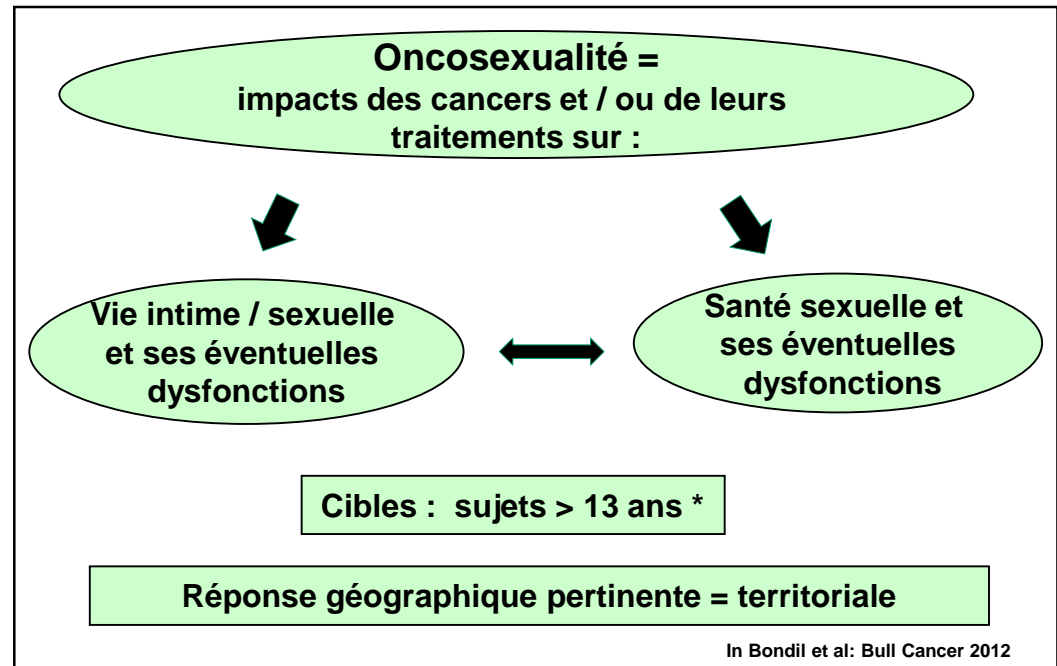 Oncosexualité =
impacts des cancers et / ou de leurs
traitements sur :
Vie intime / sexuelle
et ses éventuelles
dysfonctions
Santé sexuelle et
ses éventuelles
dysfonctions
Cibles : sujets > 13 ans *
Réponse géographique pertinente = territoriale
In Bondil et al: Bull Cancer 2012